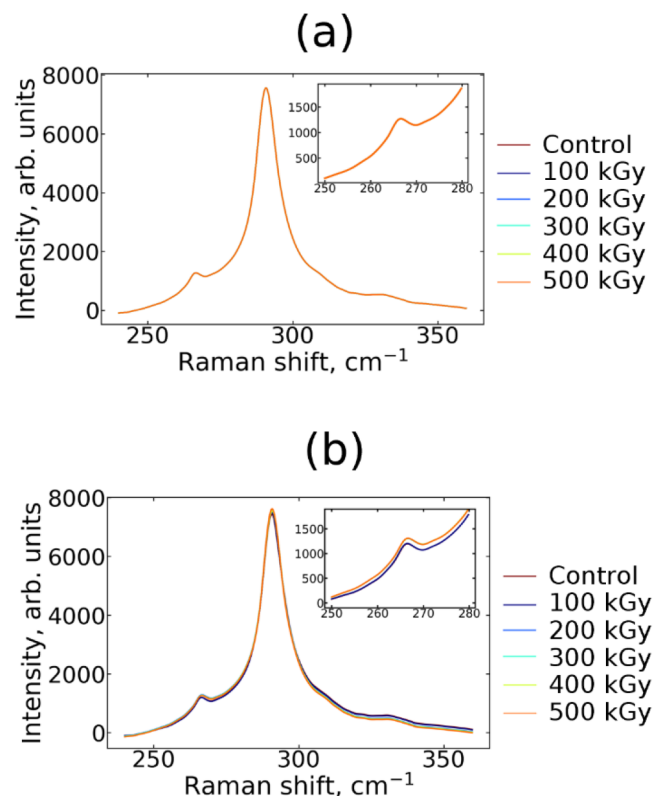 (a)
8000
6000
4000
2000
0
Intensity, arb. units
1500
1000
500
250 260 270 280
250 300 350
Raman shift, cm⁻¹
Control
100 kGy
200 kGy
300 kGy
400 kGy
500 kGy
(b)
8000
6000
4000
2000
0
Intensity, arb. units
1500
1000
500
0
250 260 270 280
250 300 350
Raman shift, cm⁻¹
Control
100 kGy
200 kGy
300 kGy
400 kGy
500 kGy